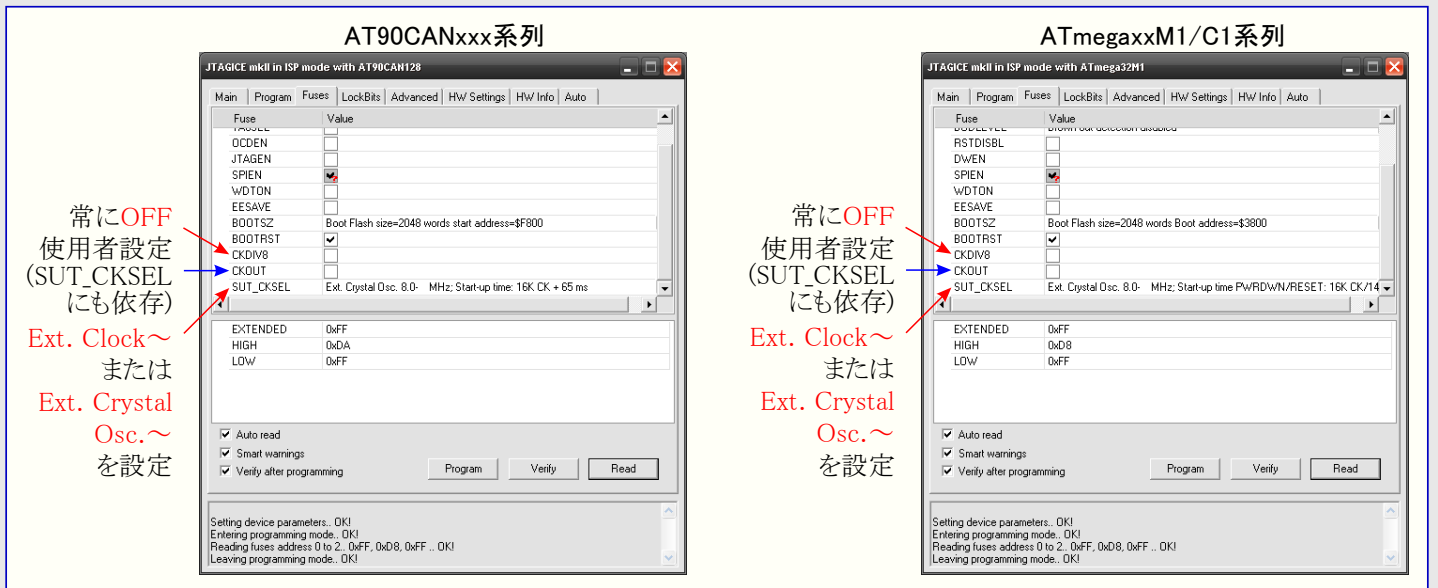 AT90CANxxx系列
JTAGICE mkII in ISP mode with AT90CAN128
Main Program Fuses LockBits Advanced HW Settings HW Info Auto
Fuse Value
OCDEN
JTAGEN
SPIEN
WDTON
EESAVE
BOOTSZ Boot Flash size=2048 words start address=$F800
BOOTRST
CKDIV8
CKOUT
SUT_CKSEL Ext. Crystal Osc. 8.0- MHz; Start-up time: 16K CK + 65 ms
EXTENDED 0xFF
HIGH 0xDA
LOW 0xFF
Auto read
Smart warnings
Verify after programming
Program Verify Read
Setting device parameters.. OK!
Entering programming mode.. OK!
Reading fuses address 0 to 2.. 0xFF, 0xD8, 0xFF .. OK!
Leaving programming mode.. OK!
常にOFF
使用者設定
(SUT_CKSEL
にも依存)
Ext. Clock～
または
Ext. Crystal
Osc.～
を設定
ATmegaxxM1/C1系列
JTAGICE mkII in ISP mode with ATmega32M1
Main Program Fuses LockBits Advanced HW Settings HW Info Auto
Fuse Value
BODLEVEL Brown-out detection disabled
RSTDISBL
DWEN
SPIEN
WDTON
EESAVE
BOOTSZ Boot Flash size=2048 words Boot address=$3800
BOOTRST
CKDIV8
CKOUT
SUT_CKSEL Ext. Crystal Osc. 8.0- MHz; Start-up time PWRDWN/RESET: 16K CK/14
EXTENDED 0xFF
HIGH 0xD8
LOW 0xFF
Auto read
Smart warnings
Verify after programming
Program Verify Read
Setting device parameters.. OK!
Entering programming mode.. OK!
Reading fuses address 0 to 2.. 0xFF, 0xD8, 0xFF .. OK!
Leaving programming mode.. OK!
常にOFF
使用者設定
(SUT_CKSEL
にも依存)
Ext. Clock～
または
Ext. Crystal
Osc.～
を設定